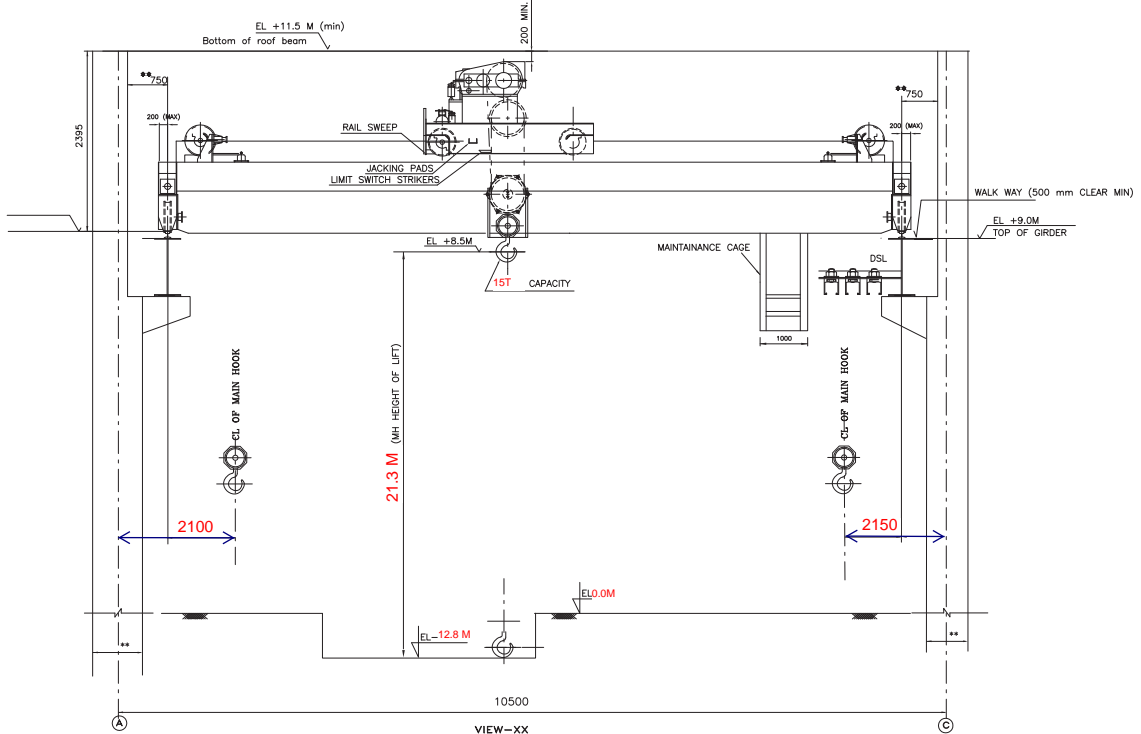 EL +11.5 M (min)
Bottom of roof beam
200 MIN.
**750
**750
200 (MAX)
200 (MAX)
2395
RAIL SWEEP
JACKING PADS
LIMIT SWITCH STRIKERS
WALK WAY (500 mm CLEAR MIN)
EL +9.0M
TOP OF GIRDER
EL +8.5M
MAINTAINANCE CAGE
DSL
15T CAPACITY
1000
21.3 M (MH HEIGHT OF LIFT)
CL OF MAIN HOOK
CL OF MAIN HOOK
2100
2150
EL0.0M
EL-12.8 M
**
**
10500
A
C
VIEW-XX